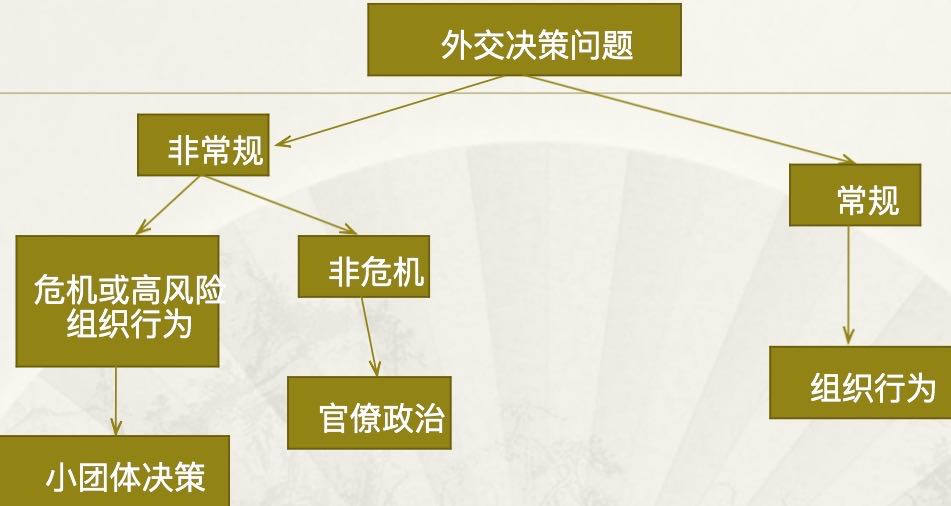 外交决策问题
非常规
常规
危机或高风险
组织行为
非危机
组织行为
官僚政治
小团体决策